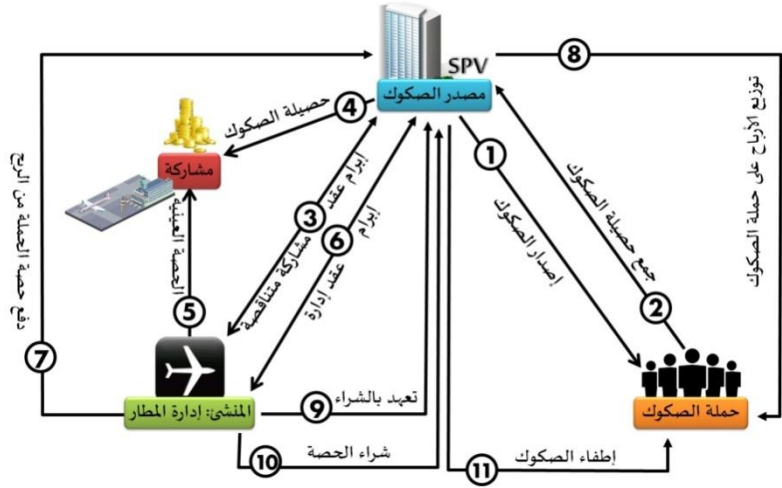 SPV
مصدر الصكوك
8
توزيع الأرباح على حملة الصكوك
4
حصيلة الصكوك
مشاركة
1
إصدار الصكوك
2
جمع حصيلة الصكوك
3
إبرام عقد مشاركة متناقصة
6
إبرام عقد إدارة
5
الحصة العينية
7
دفع حصة الحملة من الربح
المنشئ: إدارة المطار
حملة الصكوك
9
تعهد بالشراء
10
شراء الحصة
11
إطفاء الصكوك